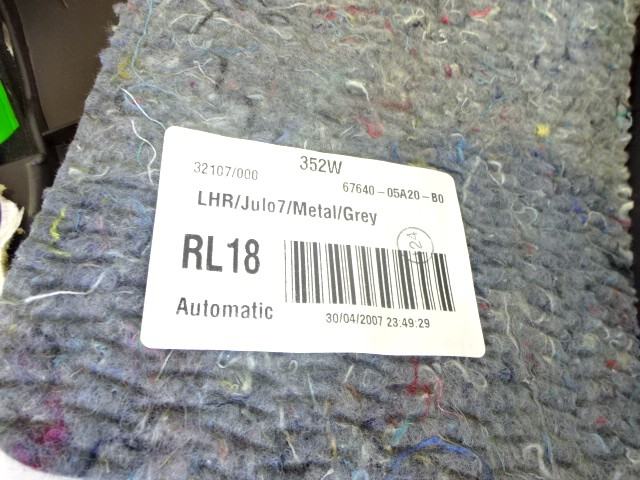 352W
32107/000
67640-05A20-B0
LHR/Julo7/Metal/Grey
RL18
24
Automatic
30/04/2007 23:49:29